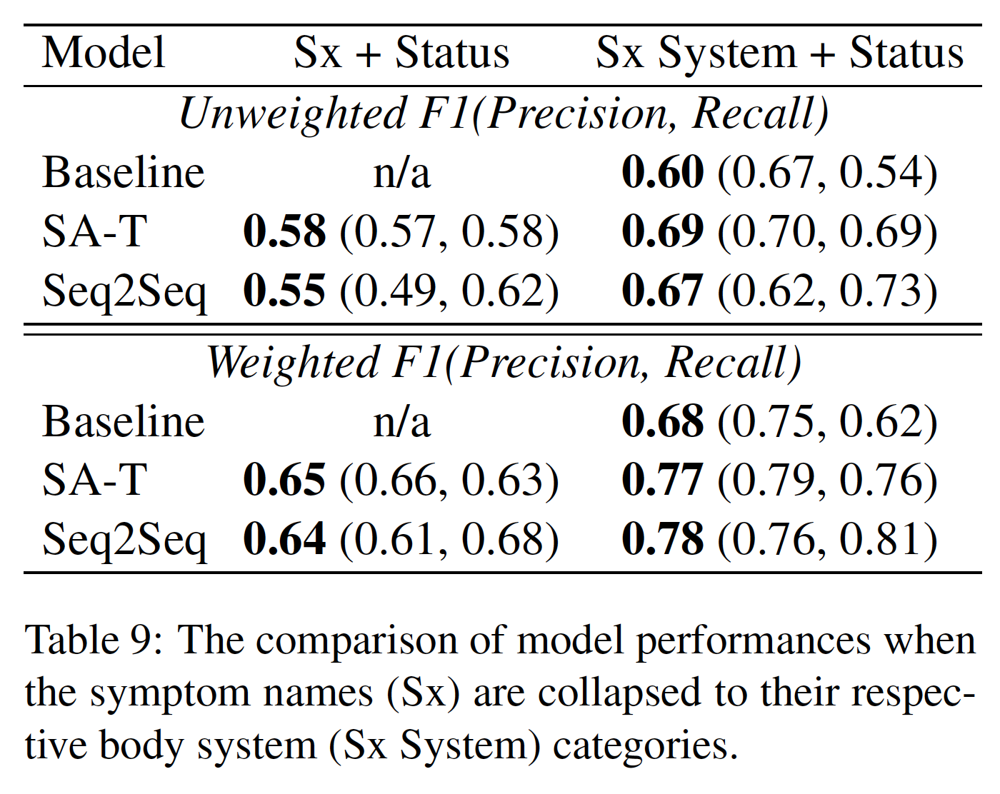 Model Sx + Status Sx System + Status
Unweighted F1(Precision, Recall)
Baseline n/a 0.60 (0.67, 0.54)
SA-T 0.58 (0.57, 0.58) 0.69 (0.70, 0.69)
Seq2Seq 0.55 (0.49, 0.62) 0.67 (0.62, 0.73)
Weighted F1(Precision, Recall)
Baseline n/a 0.68 (0.75, 0.62)
SA-T 0.65 (0.66, 0.63) 0.77 (0.79, 0.76)
Seq2Seq 0.64 (0.61, 0.68) 0.78 (0.76, 0.81)
Table 9: The comparison of model performances when
the symptom names (Sx) are collapsed to their respec-
tive body system (Sx System) categories.